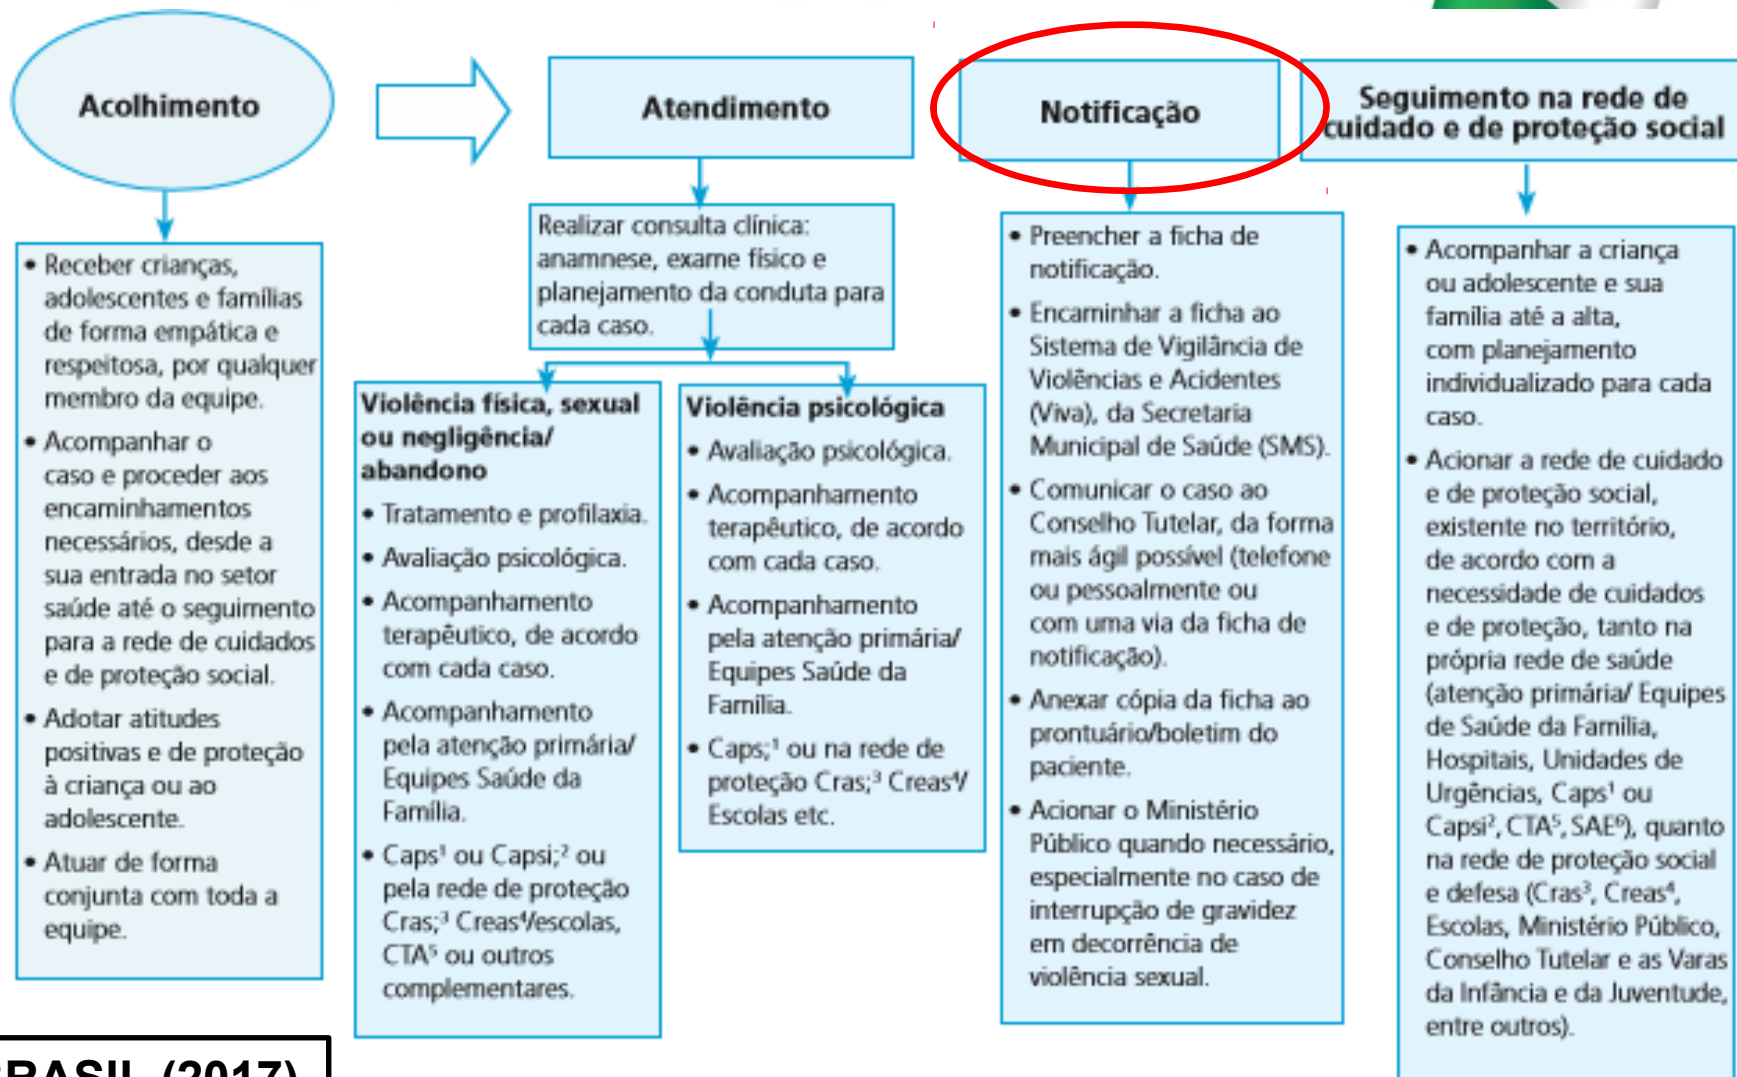 Acolhimento
Atendimento
Notificação
Seguimento na rede de
cuidado e de proteção social
• Receber crianças,
adolescentes e famílias
de forma empática e
respeitosa, por qualquer
membro da equipe.
• Acompanhar o
caso e proceder aos
encaminhamentos
necessários, desde a
sua entrada no setor
saúde até o seguimento
para a rede de cuidados
e de proteção social.
• Adotar atitudes
positivas e de proteção
à criança ou ao
adolescente.
• Atuar de forma
conjunta com toda a
equipe.
Realizar consulta clínica:
anamnese, exame físico e
planejamento da conduta para
cada caso.
Violência física, sexual
ou negligência/
abandono
• Tratamento e profilaxia.
• Avaliação psicológica.
• Acompanhamento
terapêutico, de acordo
com cada caso.
• Acompanhamento
pela atenção primária/
Equipes Saúde da
Família.
• Caps¹ ou Capsi;² ou
pela rede de proteção
Cras;³ Creas⁴/escolas,
CTA⁵ ou outros
complementares.
Violência psicológica
• Avaliação psicológica.
• Acompanhamento
terapêutico, de acordo
com cada caso.
• Acompanhamento
pela atenção primária/
Equipes Saúde da
Família.
• Caps;¹ ou na rede de
proteção Cras;³ Creas⁴/
Escolas etc.
• Preencher a ficha de
notificação.
• Encaminhar a ficha ao
Sistema de Vigilância de
Violências e Acidentes
(Viva), da Secretaria
Municipal de Saúde (SMS).
• Comunicar o caso ao
Conselho Tutelar, da forma
mais ágil possível (telefone
ou pessoalmente ou
com uma via da ficha de
notificação).
• Anexar cópia da ficha ao
prontuário/boletim do
paciente.
• Acionar o Ministério
Público quando necessário,
especialmente no caso de
interrupção de gravidez
em decorrência de
violência sexual.
• Acompanhar a criança
ou adolescente e sua
família até a alta,
com planejamento
individualizado para cada
caso.
• Acionar a rede de cuidado
e de proteção social,
existente no território,
de acordo com a
necessidade de cuidados
e de proteção, tanto na
própria rede de saúde
(atenção primária/ Equipes
de Saúde da Família,
Hospitais, Unidades de
Urgências, Caps¹ ou
Capsi², CTA⁵, SAE⁶), quanto
na rede de proteção social
e defesa (Cras³, Creas⁴,
Escolas, Ministério Público,
Conselho Tutelar e as Varas
da Infância e da Juventude,
entre outros).
BRASIL (2017)